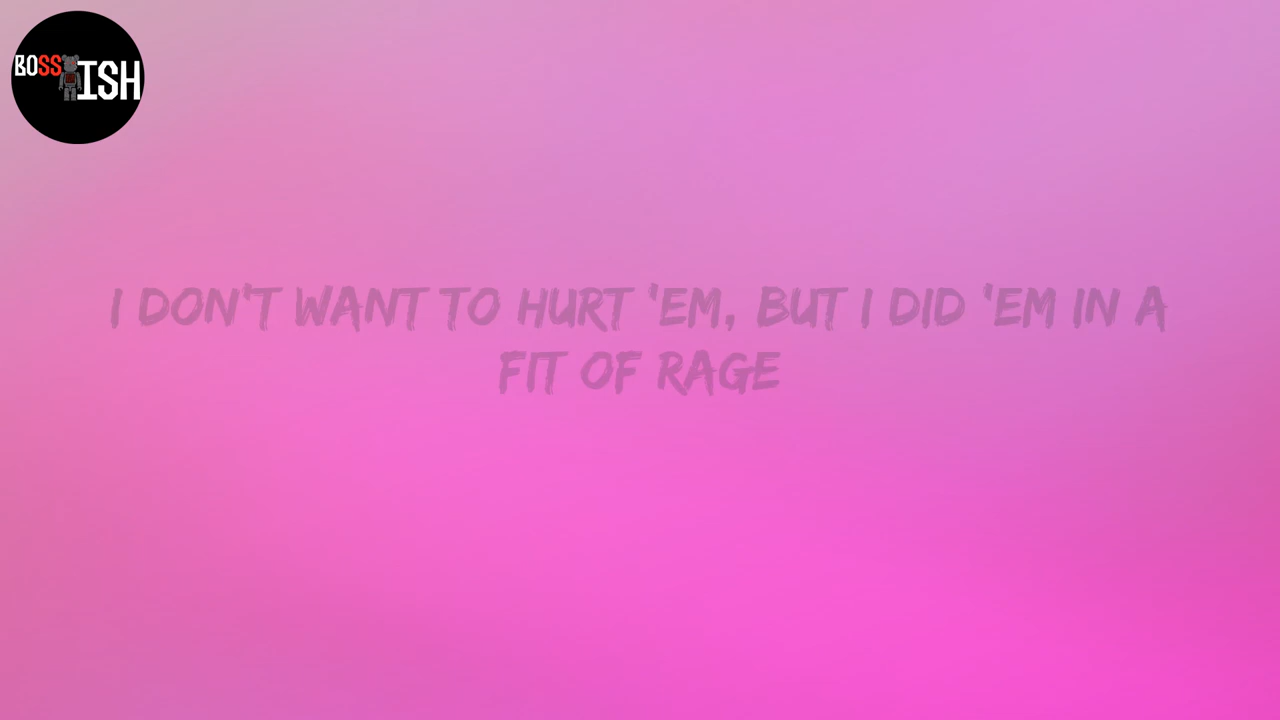 BOSS ISH
I DON'T WANT TO HURT 'EM, BUT I DID 'EM IN A
FIT OF RAGE